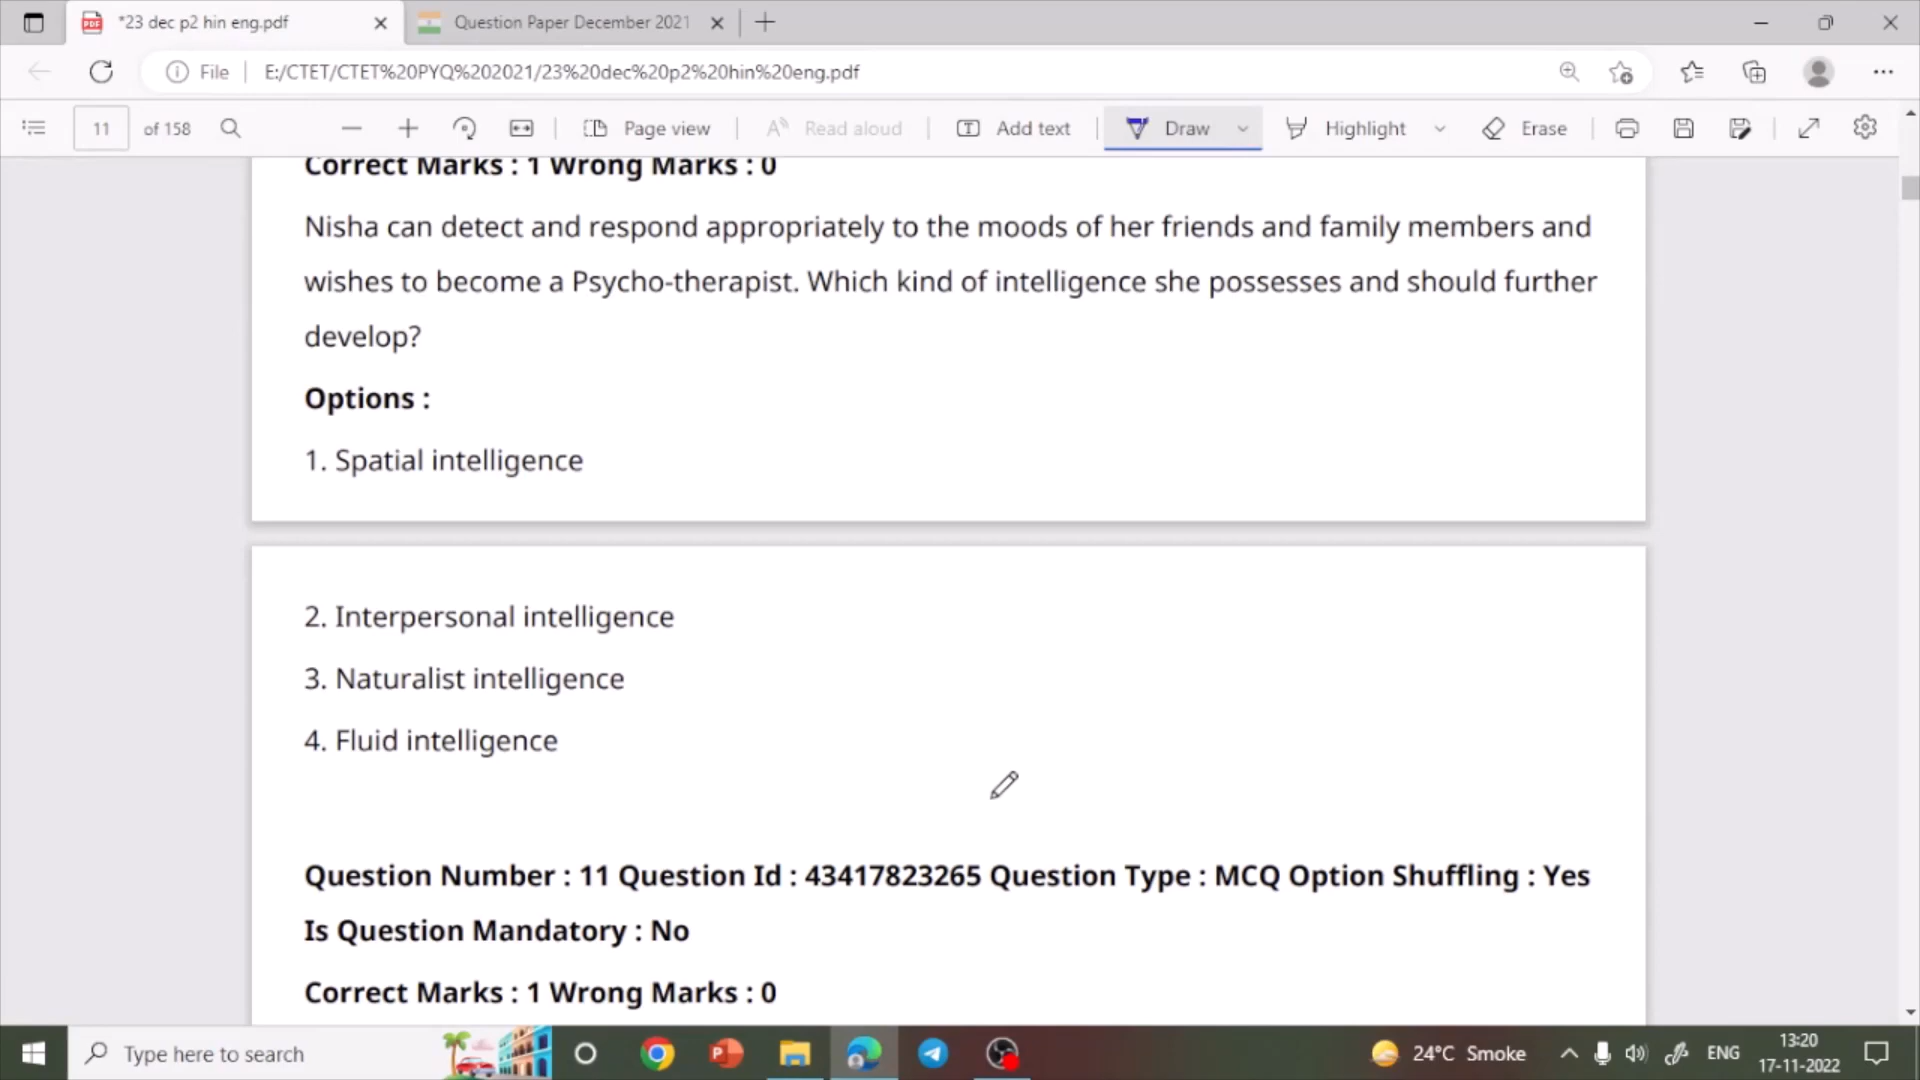 *23 dec p2 hin eng.pdf
Question Paper December 2021
File
E:/CTET/CTET%20PYQ%202021/23%20dec%20p2%20hin%20eng.pdf
11 of 158
Page view
Read aloud
Add text
Draw
Highlight
Erase
Correct Marks : 1 Wrong Marks : 0
Nisha can detect and respond appropriately to the moods of her friends and family members and
wishes to become a Psycho-therapist. Which kind of intelligence she possesses and should further
develop?
Options :
1. Spatial intelligence
2. Interpersonal intelligence
3. Naturalist intelligence
4. Fluid intelligence
Question Number : 11 Question Id : 43417823265 Question Type : MCQ Option Shuffling : Yes
Is Question Mandatory : No
Correct Marks : 1 Wrong Marks : 0
Type here to search
24°C Smoke
ENG
13:20
17-11-2022